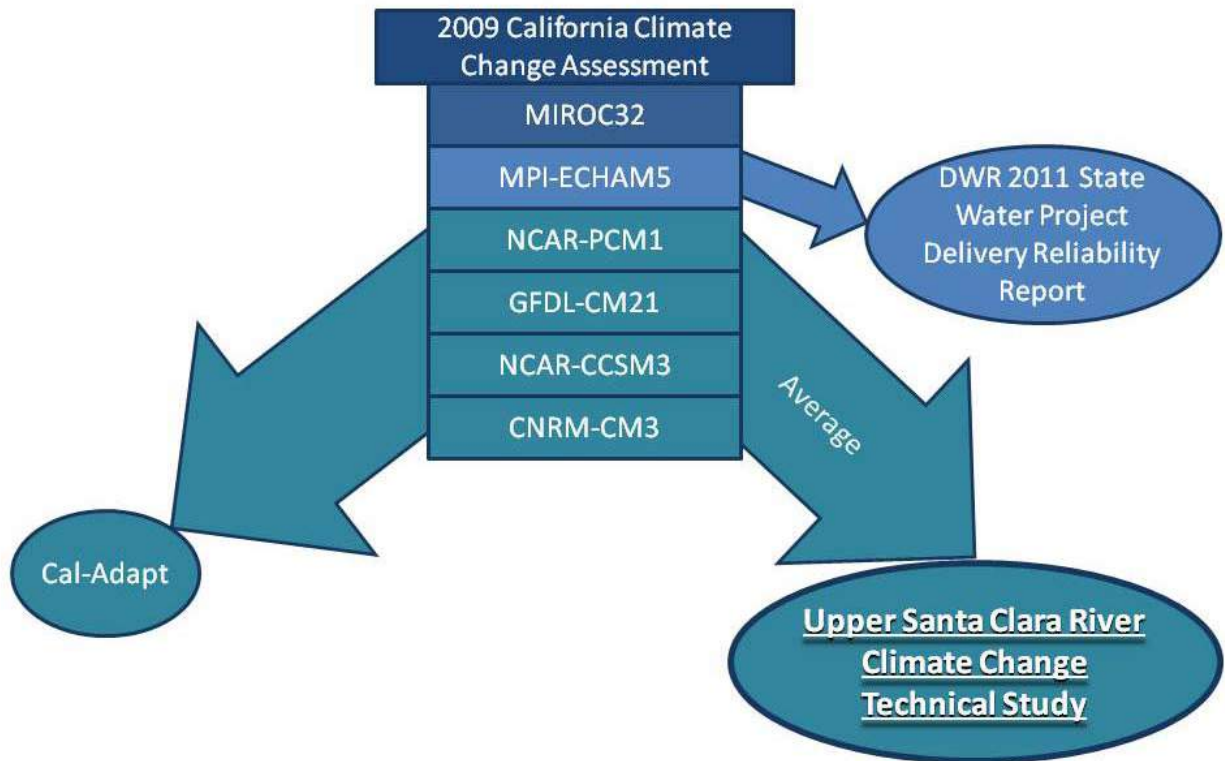 2009 California Climate
Change Assessment
MIROC32
MPI-ECHAM5
NCAR-PCM1
GFDL-CM21
NCAR-CCSM3
CNRM-CM3
DWR 2011 State
Water Project
Delivery Reliability
Report
Average
Cal-Adapt
Upper Santa Clara River
Climate Change
Technical Study